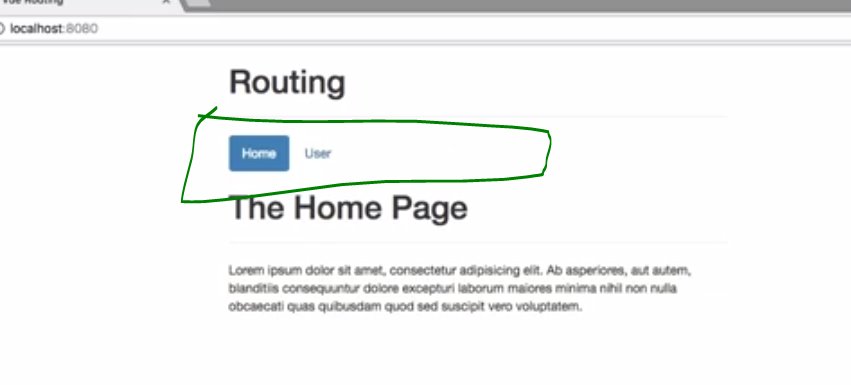 Vue Routing
localhost:8080
Routing
Home User
The Home Page
Lorem ipsum dolor sit amet, consectetur adipisicing elit. Ab asperiores, aut autem,
blanditiis consequuntur dolore excepturi laborum maiores minima nihil non nulla
obcaecati quas quibusdam quod sed suscipit vero voluptatem.